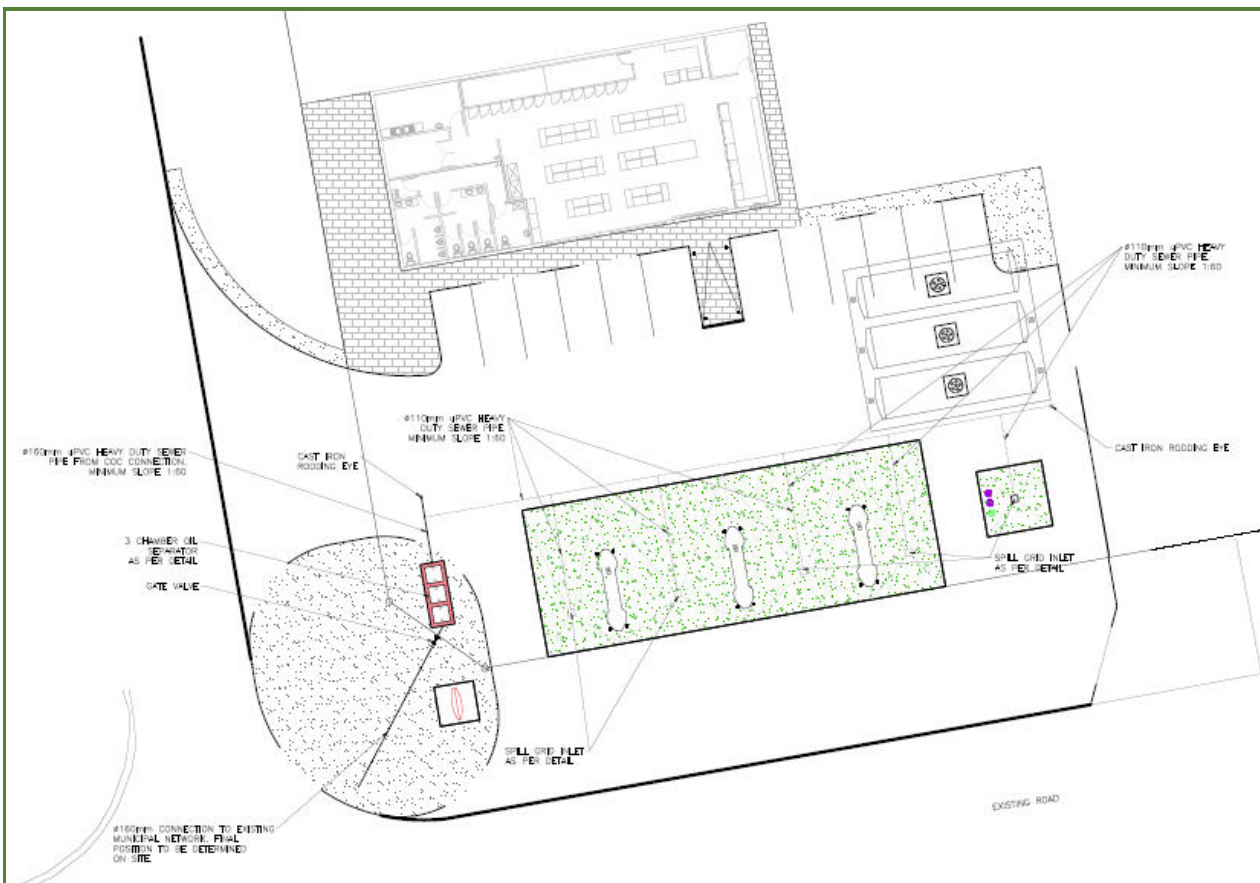 ø110mm uPVC HEAVY
DUTY SEWER PIPE
MINIMUM SLOPE 1:60
ø110mm uPVC HEAVY
DUTY SEWER PIPE
MINIMUM SLOPE 1:60
ø160mm uPVC HEAVY DUTY SEWER
PIPE FROM COC CONNECTION.
MINIMUM SLOPE 1:60
CAST IRON
RODDING EYE
CAST IRON RODDING EYE
3 CHAMBER OIL
SEPARATOR
AS PER DETAIL
GATE VALVE
SPILL GRID INLET
AS PER DETAIL
SPILL GRID INLET
AS PER DETAIL
EXISTING ROAD
ø160mm CONNECTION TO EXISTING
MUNICIPAL NETWORK. FINAL
POSITION TO BE DETERMINED
ON SITE